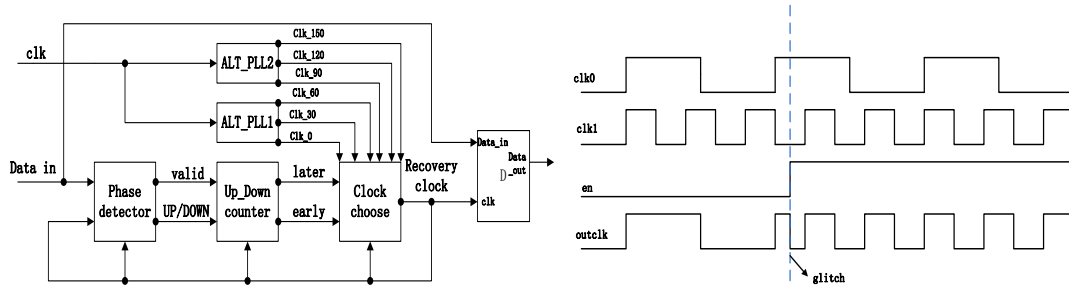 clk
ALT_PLL2
Clk_150
Clk_120
Clk_90
ALT_PLL1
Clk_60
Clk_30
Clk_0
Data in
Phase
detector
valid
UP/DOWN
Up_Down
counter
later
early
Clock
choose
Recovery
clock
Data_in
Data
D_out
clk
clk0
clk1
en
outclk
glitch